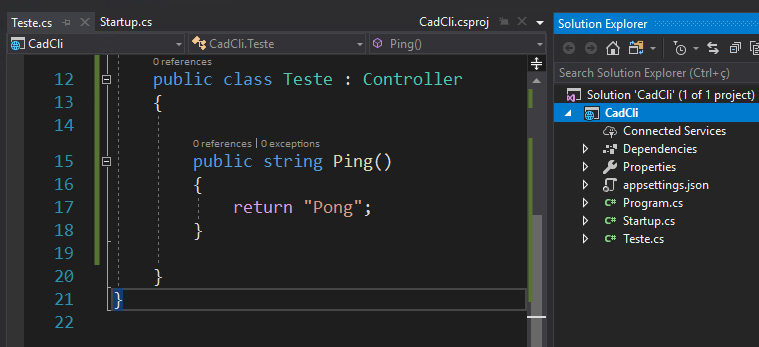 Teste.cs
Startup.cs
CadCli.csproj
CadCli
CadCli.Teste
Ping()
0 references
12 public class Teste : Controller
13 {
14
0 references | 0 exceptions
15 public string Ping()
16 {
17 return "Pong";
18 }
19
20 }
21 }
22
Solution Explorer
Search Solution Explorer (Ctrl+ç)
Solution 'CadCli' (1 of 1 project)
CadCli
Connected Services
Dependencies
Properties
appsettings.json
C# Program.cs
C# Startup.cs
C# Teste.cs